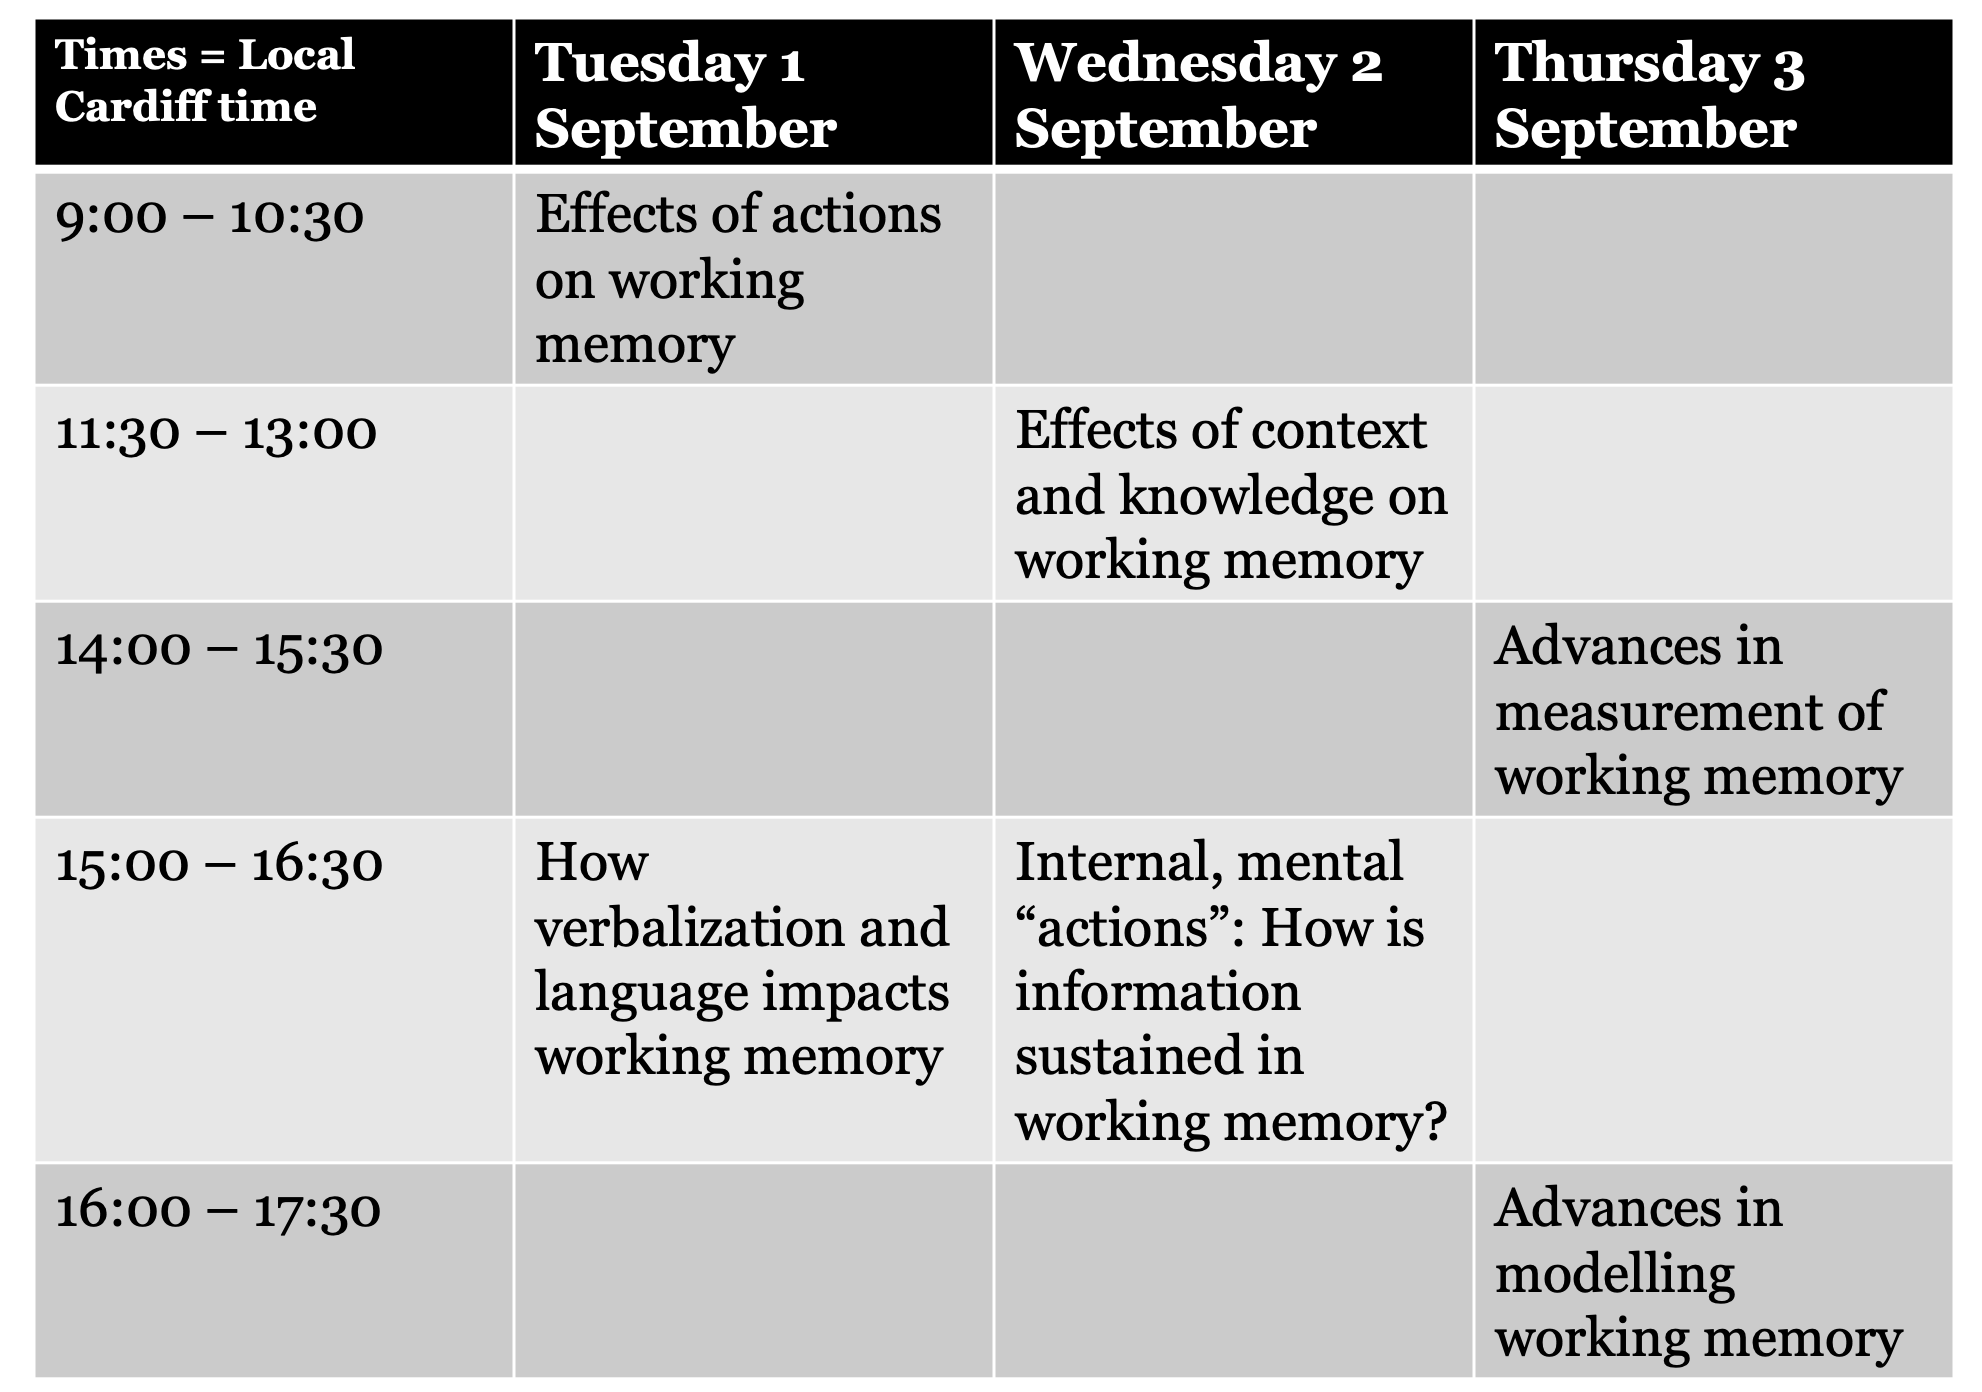 Times = Local
Cardiff time
Tuesday 1
September
Wednesday 2
September
Thursday 3
September
9:00 – 10:30
Effects of actions
on working
memory
11:30 – 13:00
Effects of context
and knowledge on
working memory
14:00 – 15:30
Advances in
measurement of
working memory
15:00 – 16:30
How
verbalization and
language impacts
working memory
Internal, mental
“actions”: How is
information
sustained in
working memory?
16:00 – 17:30
Advances in
modelling
working memory